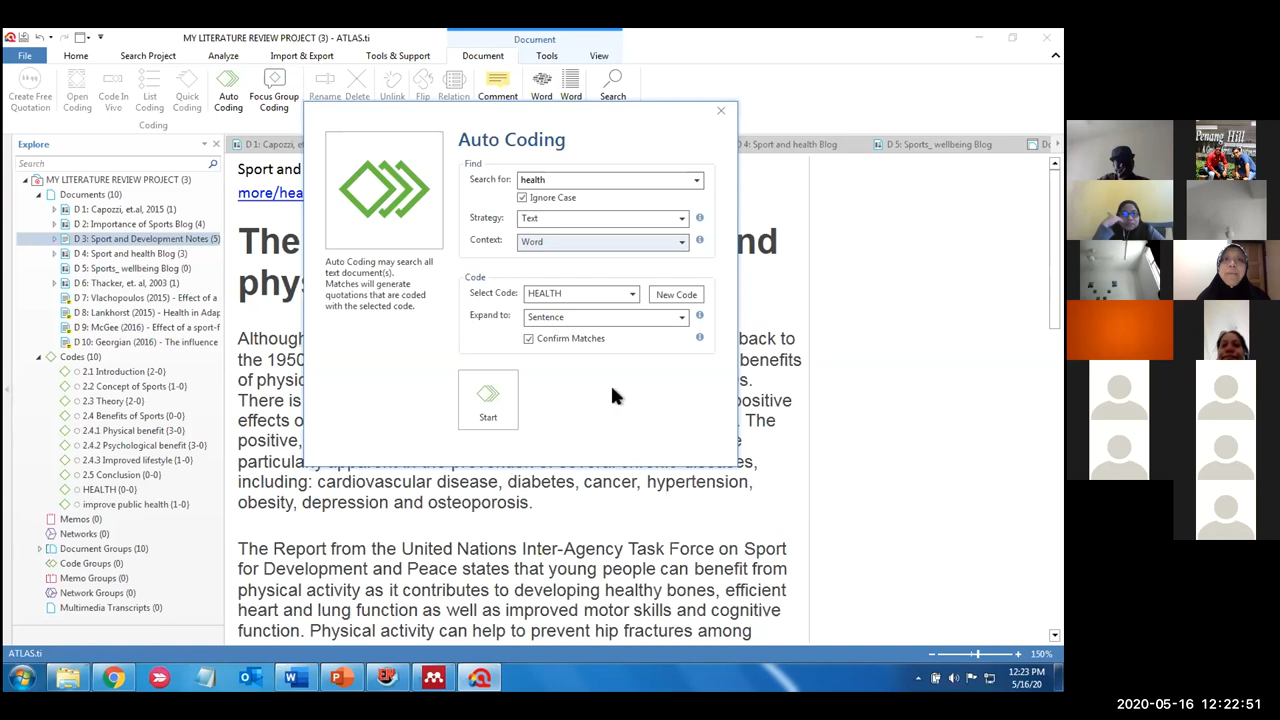 MY LITERATURE REVIEW PROJECT (3) - ATLAS.ti
Document
File
Home
Search Project
Analyze
Import & Export
Tools & Support
Document
Tools
View
Create Free Quotation
Open Coding
Code In Vivo
List Coding
Quick Coding
Auto Coding
Focus Group Coding
Rename
Delete
Unlink
Flip
Relation
Comment
Word
Word
Search
Coding
Explore
Search
MY LITERATURE REVIEW PROJECT (3)
Documents (10)
D 1: Capozzi, et.al, 2015 (1)
D 2: Importance of Sports Blog (4)
D 3: Sport and Development Notes (5)
D 4: Sport and health Blog (3)
D 5: Sports_ wellbeing Blog (0)
D 6: Thacker, et. al, 2003 (1)
D 7: Vlachopoulos (2015) - Effect of a
D 8: Lankhorst (2015) - Health in Adap
D 9: McGee (2016) - Effect of a sport-f
D 10: Georgian (2016) - The influence
Codes (10)
2.1 Introduction (2-0)
2.2 Concept of Sports (1-0)
2.3 Theory (2-0)
2.4 Benefits of Sports (0-0)
2.4.1 Physical benefit (3-0)
2.4.2 Psychological benefit (3-0)
2.4.3 Improved lifestyle (1-0)
2.5 Conclusion (0-0)
HEALTH (0-0)
improve public health (1-0)
Memos (0)
Networks (0)
Document Groups (10)
Code Groups (0)
Memo Groups (0)
Network Groups (0)
Multimedia Transcripts (0)
D 1: Capozzi, et
4: Sport and health Blog
D 5: Sports_ wellbeing Blog
Do
Sport and
more/hea
The
nd
phys
Although
back to
the 1950
benefits
of physic
s.
There is
positive
effects o
The
positive,
e
particularly apparent in the prevention of several chronic diseases,
including: cardiovascular disease, diabetes, cancer, hypertension,
obesity, depression and osteoporosis.
The Report from the United Nations Inter-Agency Task Force on Sport
for Development and Peace states that young people can benefit from
physical activity as it contributes to developing healthy bones, efficient
heart and lung function as well as improved motor skills and cognitive
function. Physical activity can help to prevent hip fractures among
Auto Coding
Find
Search for: health
Ignore Case
Strategy: Text
Context: Word
Code
Select Code: HEALTH
New Code
Expand to: Sentence
Confirm Matches
Start
Auto Coding may search all
text document(s).
Matches will generate
quotations that are coded
with the selected code.
ATLAS.ti
150%
12:23 PM
5/16/20
Penang Hill
2020-05-16 12:22:51